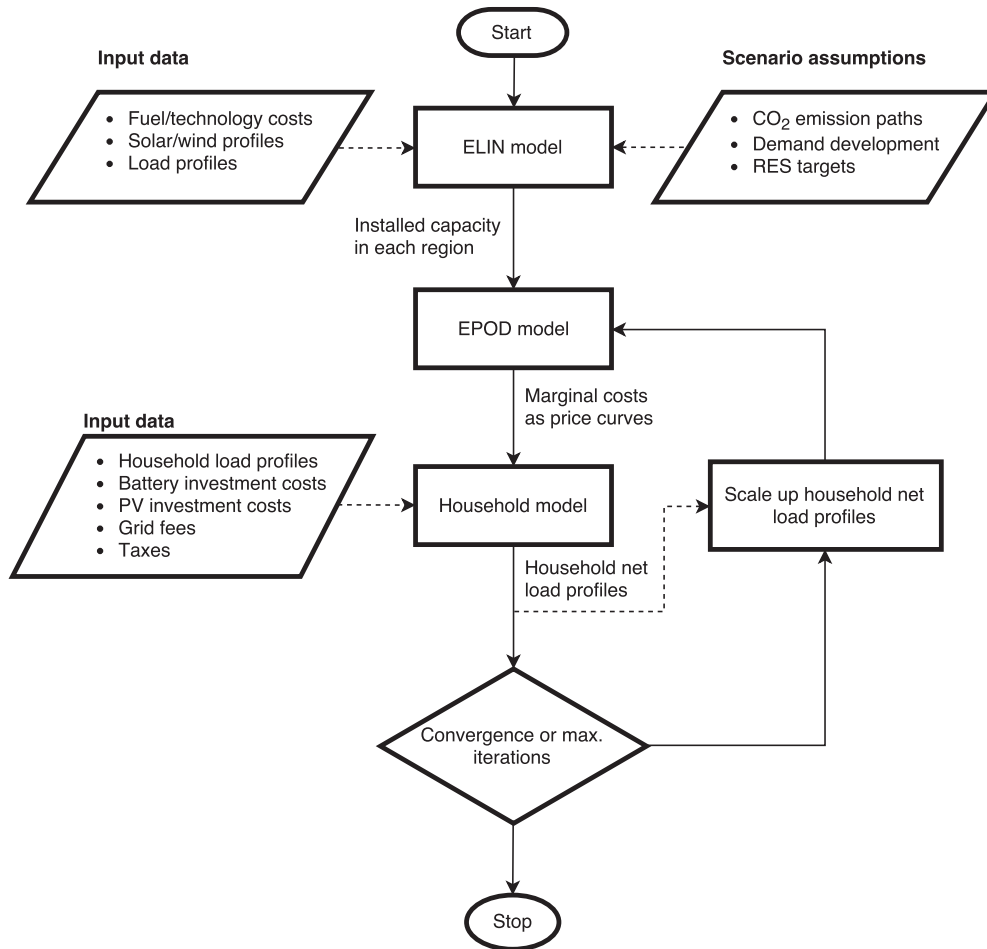 Start
Input data
Scenario assumptions
• Fuel/technology costs
• Solar/wind profiles
• Load profiles
ELIN model
• CO₂ emission paths
• Demand development
• RES targets
Installed capacity
in each region
EPOD model
Marginal costs
as price curves
Input data
• Household load profiles
• Battery investment costs
• PV investment costs
• Grid fees
• Taxes
Household model
Scale up household net
load profiles
Household net
load profiles
Convergence or max.
iterations
Stop